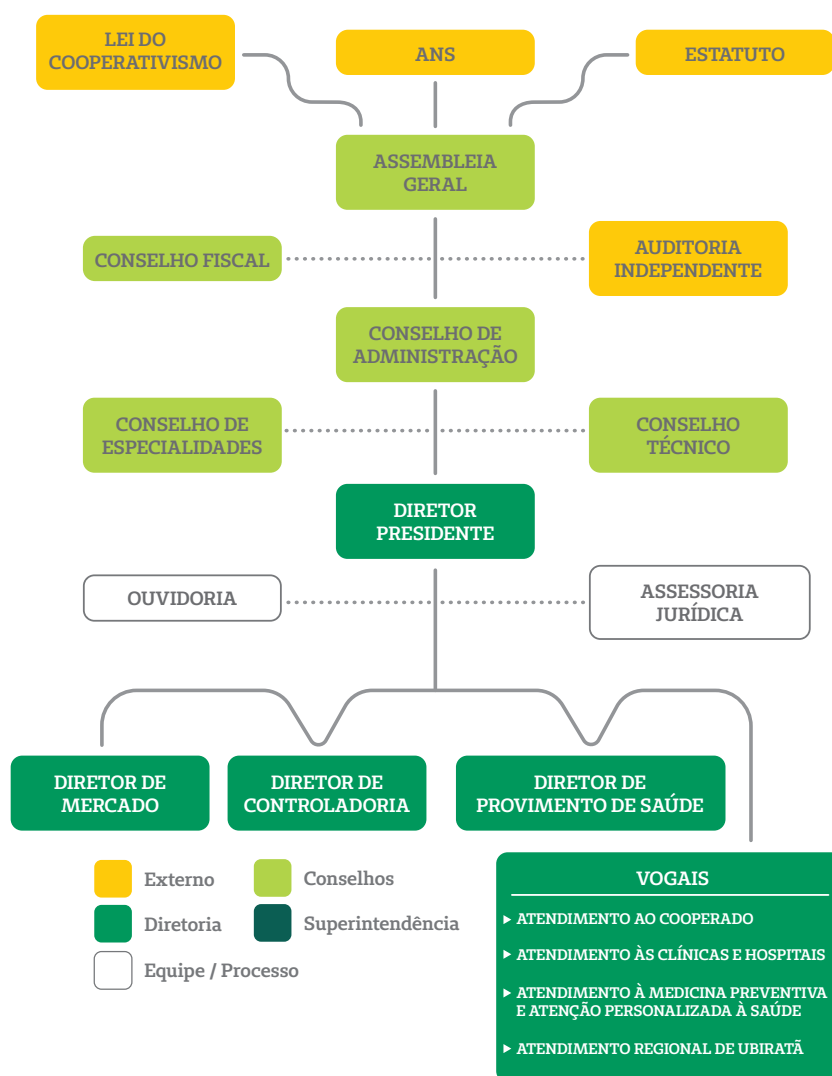 LEI DO
COOPERATIVISMO
ANS
ESTATUTO
ASSEMBLEIA
GERAL
CONSELHO FISCAL
AUDITORIA
INDEPENDENTE
CONSELHO DE
ADMINISTRAÇÃO
CONSELHO DE
ESPECIALIDADES
CONSELHO
TÉCNICO
DIRETOR
PRESIDENTE
OUVIDORIA
ASSESSORIA
JURÍDICA
DIRETOR DE
MERCADO
DIRETOR DE
CONTROLADORIA
DIRETOR DE
PROVIMENTO DE SAÚDE
Externo
Conselhos
Diretoria
Superintendência
Equipe / Processo
VOGAIS
▶ ATENDIMENTO AO COOPERADO
▶ ATENDIMENTO ÀS CLÍNICAS E HOSPITAIS
▶ ATENDIMENTO À MEDICINA PREVENTIVA
E ATENÇÃO PERSONALIZADA À SAÚDE
▶ ATENDIMENTO REGIONAL DE UBIRATÃ